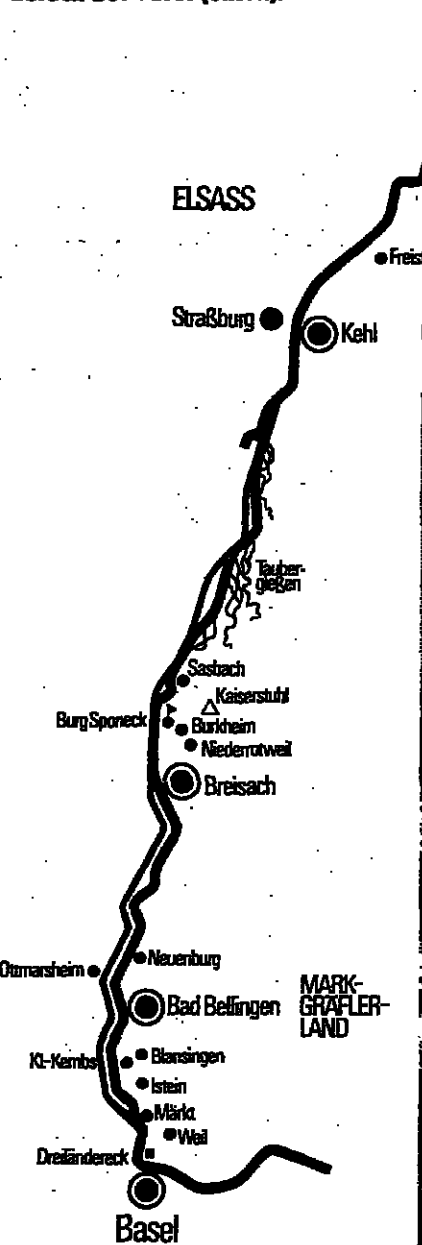 ELSASS
Straßburg
Kehl
Tauber-
gießen
Sasbach
Kaiserstuhl
Burg Sponeck
Burkheim
Niederrotweil
Breisach
Neuenburg
Ottmarsheim
MARK-
GRÄFLER-
LAND
Bad Bellingen
Kl.-Kembs
Blansingen
Istein
Märkt
Weil
Dreiländereck
Basel